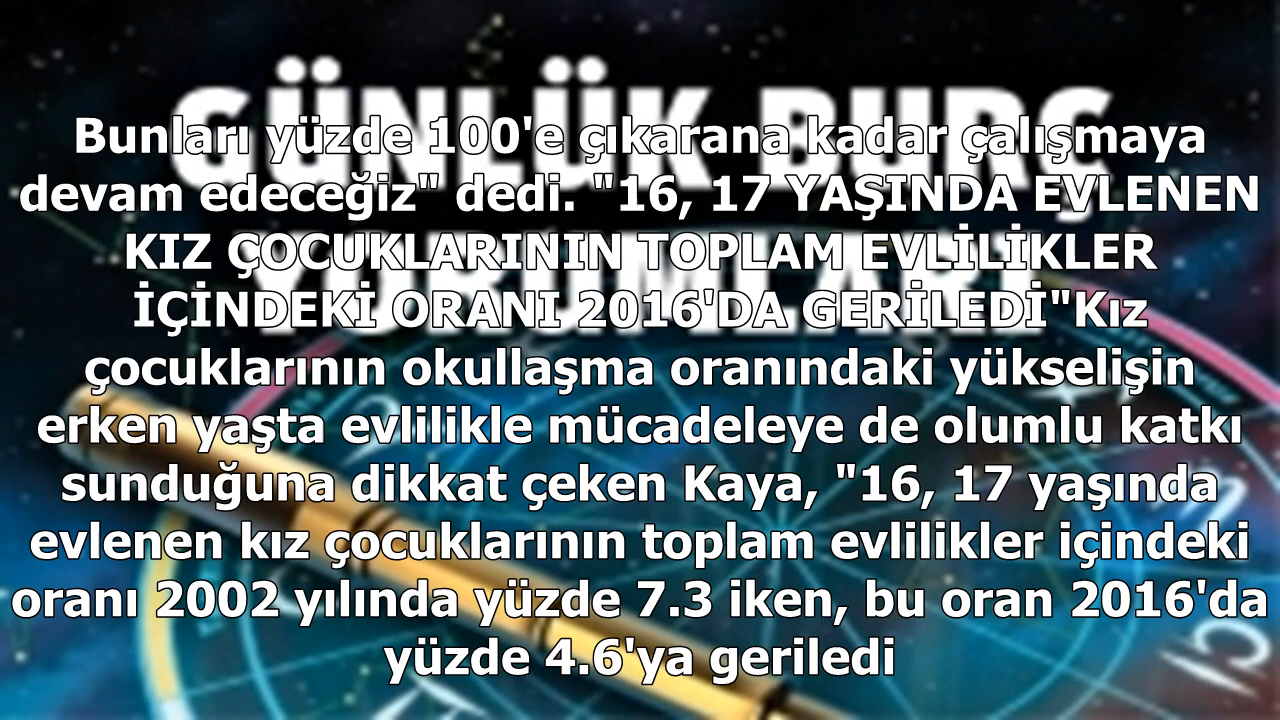 GÜNLÜK BURÇ
YORUMLARI
Bunları yüzde 100'e çıkarana kadar çalışmaya
devam edeceğiz" dedi. "16, 17 YAŞINDA EVLENEN
KIZ ÇOCUKLARININ TOPLAM EVLİLİKLER
İÇİNDEKİ ORANI 2016'DA GERİLEDİ"Kız
çocuklarının okullaşma oranındaki yükselişin
erken yaşta evlilikle mücadeleye de olumlu katkı
sunduğuna dikkat çeken Kaya, "16, 17 yaşında
evlenen kız çocuklarının toplam evlilikler içindeki
oranı 2002 yılında yüzde 7.3 iken, bu oran 2016'da
yüzde 4.6'ya geriledi